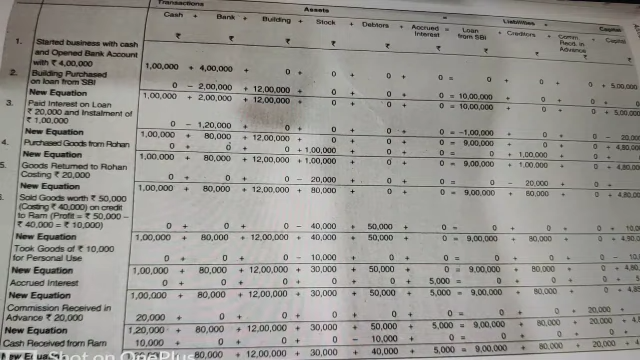 Transactions Assets = Liabilities + Capital
Cash + Bank + Building + Stock + Debtors + Accrued Interest = Loan from SBI + Creditors + Comm. Recd. in Advance + Capital
₹ ₹ ₹ ₹ ₹ ₹ ₹ ₹ ₹
1. Started business with cash
and Opened Bank Account
with ₹ 4,00,000 1,00,000 + 4,00,000 + 0 + 0 + 0 + 0 = 0 + 0 + 0 + 5,00,000
2. Building Purchased
on loan from SBI 0 – 2,00,000 + 12,00,000 + 0 + 0 + 0 = 10,00,000 + 0 + 0 +
New Equation 1,00,000 + 2,00,000 + 12,00,000 + 0 + 0 + 0 = 10,00,000 + 0 + 0 + 5,00,000
3. Paid Interest on Loan
₹ 20,000 and Instalment of
₹ 1,00,000 0 – 1,20,000 + 0 + 0 + 0 + 0 = –1,00,000 + 0 + 0 – 20,000
New Equation 1,00,000 + 80,000 + 12,00,000 + 0 + 0 + 0 = 9,00,000 + 0 + 0 + 4,80,00
4. Purchased Goods from Rohan 0 + 0 + 0 + 1,00,000 + 0 + 0 = 0 + 1,00,000 + 0 +
New Equation 1,00,000 + 80,000 + 12,00,000 + 1,00,000 + 0 + 0 = 9,00,000 + 1,00,000 + 0 + 4,80,
5. Goods Returned to Rohan
Costing ₹ 20,000 0 + 0 + 0 – 20,000 + 0 + 0 = 0 – 20,000 + 0 +
New Equation 1,00,000 + 80,000 + 12,00,000 + 80,000 + 0 + 0 = 9,00,000 + 80,000 + 0 + 4,8
Sold Goods worth ₹ 50,000
(Costing ₹ 40,000) on credit
to Ram (Profit = ₹ 50,000 –
₹ 40,000 = ₹ 10,000) 0 + 0 + 0 – 40,000 + 50,000 + 0 = 0 + 0 + 0 + 10,0
New Equation 1,00,000 + 80,000 + 12,00,000 + 40,000 + 50,000 + 0 = 9,00,000 + 80,000 + 0 + 4,90,0
Took Goods of ₹ 10,000
for Personal Use 0 + 0 + 0 – 10,000 + 0 + 0 = 0 + 0 + 0 – 10,
New Equation 1,00,000 + 80,000 + 12,00,000 + 30,000 + 50,000 + 0 = 9,00,000 + 80,000 + 0 + 4,8
Accrued Interest 0 + 0 + 0 + 0 + 0 + 5,000 = 0 + 0 + 0 + 5
New Equation 1,00,000 + 80,000 + 12,00,000 + 30,000 + 50,000 + 5,000 = 9,00,000 + 80,000 + 0 + 4,85
Commission Received in
Advance ₹ 20,000 20,000 + 0 + 0 + 0 + 0 + 0 = 0 + 0 + 20,000 +
New Equation 1,20,000 + 80,000 + 12,00,000 + 30,000 + 50,000 + 5,000 = 9,00,000 + 80,000 + 20,000 + 4,
Cash Received from Ram 10,000 + 0 + 0 + 0 – 10,000 + 0 = 0 + 0 + 0 +
New Equation 80,000 + 12,00,000 + 30,000 + 40,000 + 5,000 = 9,00,000 + 80,000 + 20,000 +
Shot on OnePlus